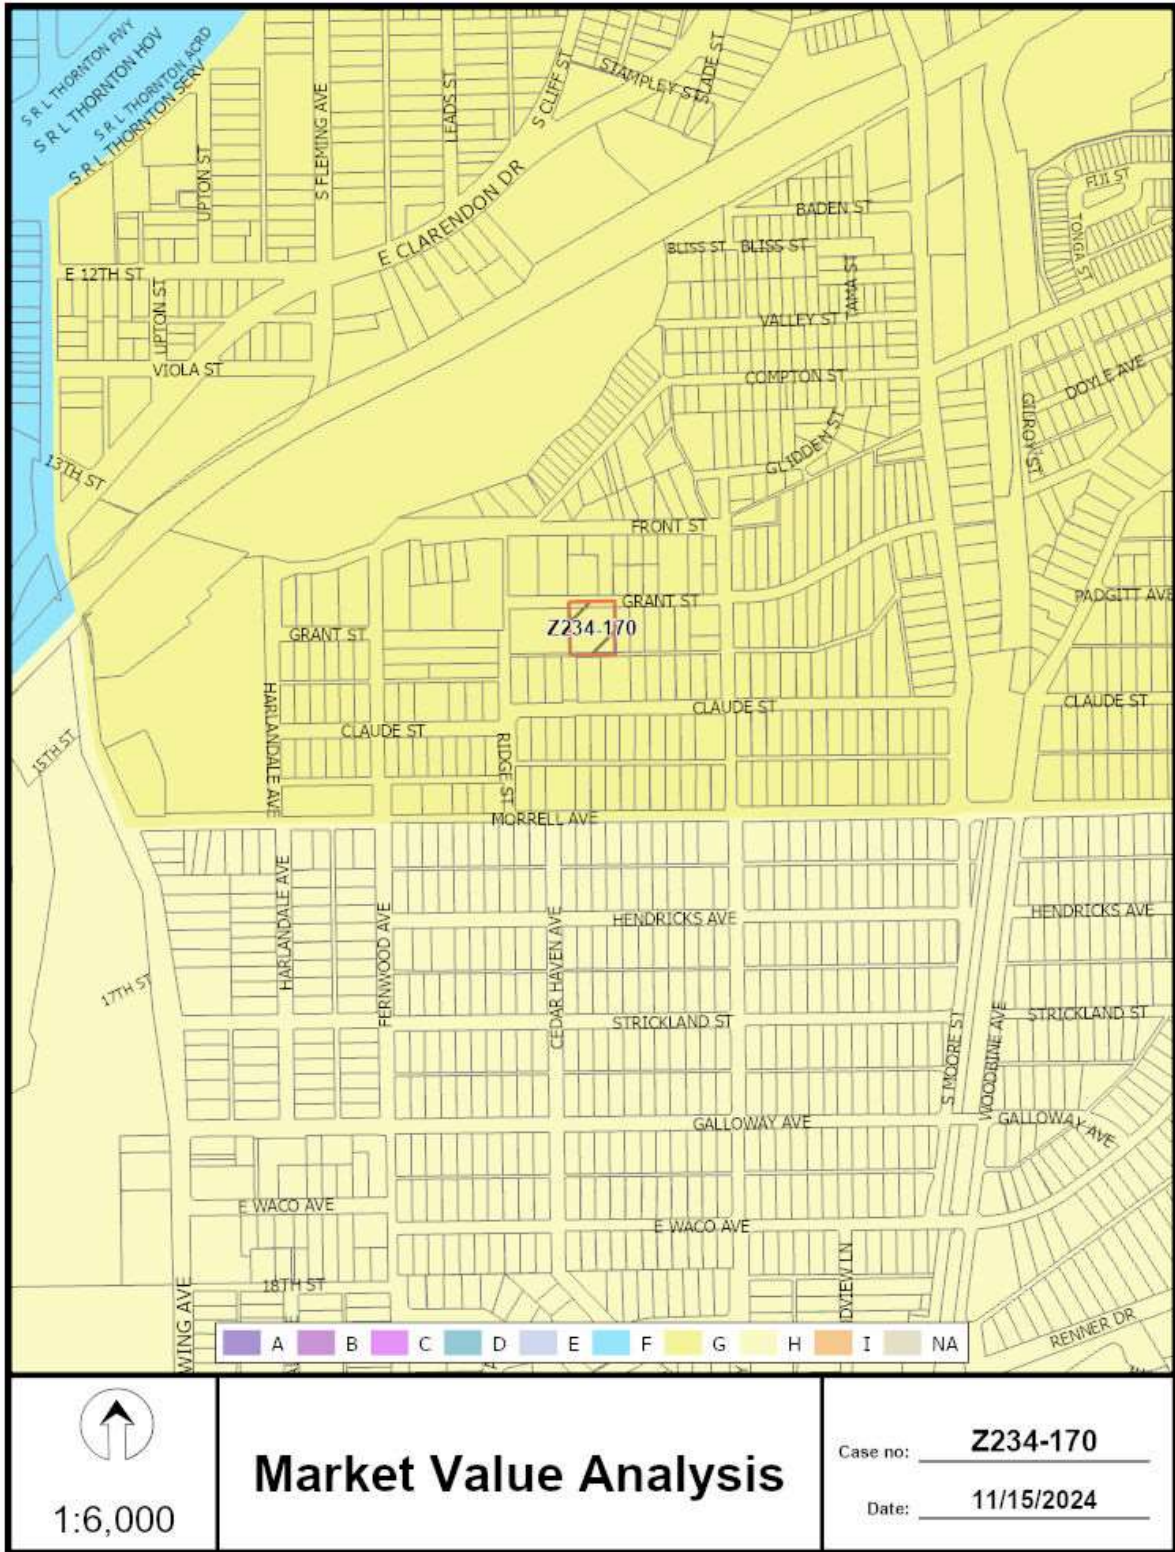 S R L THORNTON FWY
S R L THORNTON HOV
S R L THORNTON ACRD
S R L THORNTON SERV
UPTON ST
S FLEMING AVE
LEADS ST
S CLIFF ST
STAMPLEY ST
SLADE ST
E CLARENDON DR
BADEN ST
FIJI ST
BLISS ST
BLISS ST
TONGA ST
TAMA ST
E 12TH ST
UPTON ST
VALLEY ST
VIOLA ST
COMPTON ST
DOYLE AVE
GILROY ST
GLIDDEN ST
13TH ST
FRONT ST
GRANT ST
PADGITT AVE
Z234-170
GRANT ST
HARLANDALE AVE
CLAUDE ST
CLAUDE ST
CLAUDE ST
15TH ST
RIDGE ST
MORRELL AVE
HARLANDALE AVE
FERNWOOD AVE
CEDAR HAVEN AVE
HENDRICKS AVE
HENDRICKS AVE
17TH ST
STRICKLAND ST
STRICKLAND ST
S MOORE ST
WOODBINE AVE
GALLOWAY AVE
GALLOWAY AVE
E WACO AVE
E WACO AVE
18TH ST
WING AVE
DVIEW LN
RENNER DR
A B C D E F G H I NA
1:6,000
Market Value Analysis
Case no: Z234-170
Date: 11/15/2024